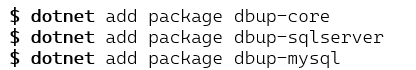 $ dotnet add package dbup-core
$ dotnet add package dbup-sqlserver
$ dotnet add package dbup-mysql